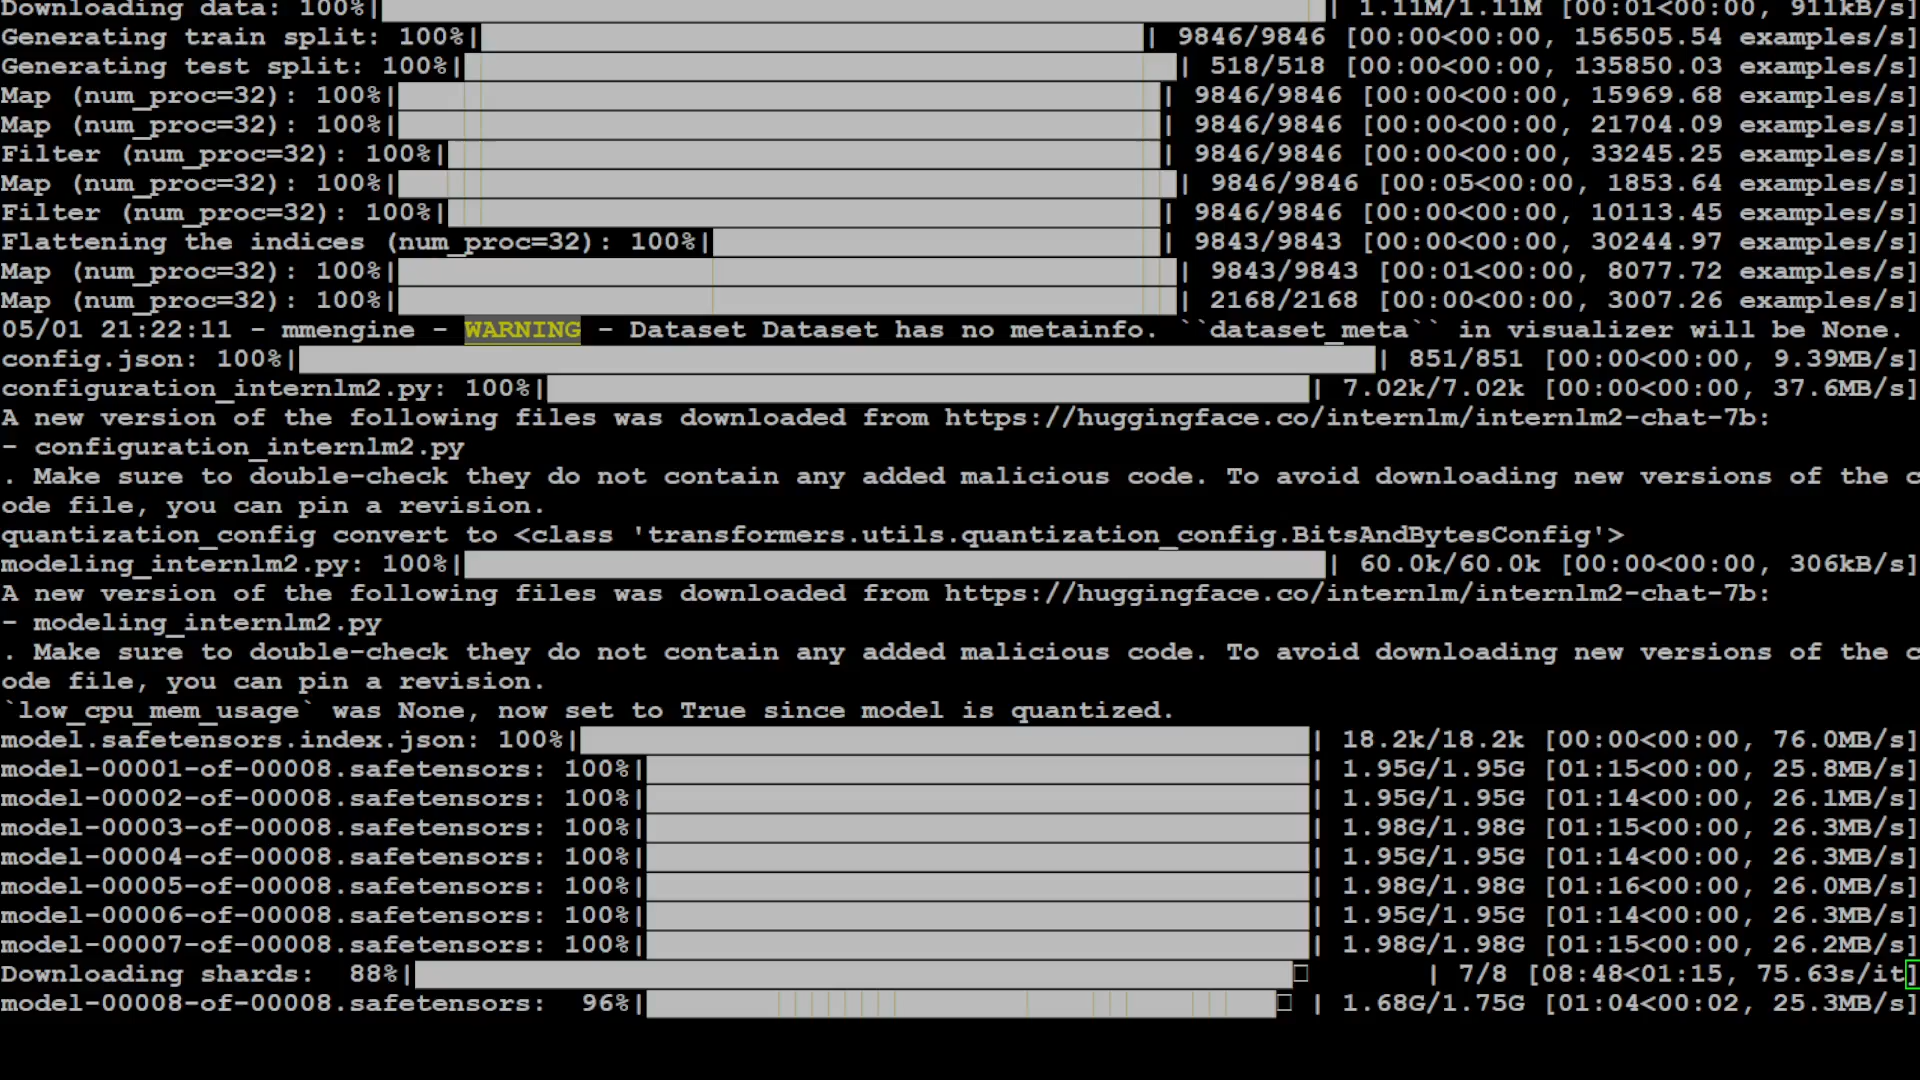 Downloading data: 100%| | 1.11M/1.11M [00:01<00:00, 911kB/s]
Generating train split: 100%| | 9846/9846 [00:00<00:00, 156505.54 examples/s]
Generating test split: 100%| | 518/518 [00:00<00:00, 135850.03 examples/s]
Map (num_proc=32): 100%| | 9846/9846 [00:00<00:00, 15969.68 examples/s]
Map (num_proc=32): 100%| | 9846/9846 [00:00<00:00, 21704.09 examples/s]
Filter (num_proc=32): 100%| | 9846/9846 [00:00<00:00, 33245.25 examples/s]
Map (num_proc=32): 100%| | 9846/9846 [00:05<00:00, 1853.64 examples/s]
Filter (num_proc=32): 100%| | 9846/9846 [00:00<00:00, 10113.45 examples/s]
Flattening the indices (num_proc=32): 100%| | 9843/9843 [00:00<00:00, 30244.97 examples/s]
Map (num_proc=32): 100%| | 9843/9843 [00:01<00:00, 8077.72 examples/s]
Map (num_proc=32): 100%| | 2168/2168 [00:00<00:00, 3007.26 examples/s]
05/01 21:22:11 - mmengine - WARNING - Dataset Dataset has no metainfo. ``dataset_meta`` in visualizer will be None.
config.json: 100%| | 851/851 [00:00<00:00, 9.39MB/s]
configuration_internlm2.py: 100%| | 7.02k/7.02k [00:00<00:00, 37.6MB/s]
A new version of the following files was downloaded from https://huggingface.co/internlm/internlm2-chat-7b:
- configuration_internlm2.py
. Make sure to double-check they do not contain any added malicious code. To avoid downloading new versions of the c
ode file, you can pin a revision.
quantization_config convert to <class 'transformers.utils.quantization_config.BitsAndBytesConfig'>
modeling_internlm2.py: 100%| | 60.0k/60.0k [00:00<00:00, 306kB/s]
A new version of the following files was downloaded from https://huggingface.co/internlm/internlm2-chat-7b:
- modeling_internlm2.py
. Make sure to double-check they do not contain any added malicious code. To avoid downloading new versions of the c
ode file, you can pin a revision.
`low_cpu_mem_usage` was None, now set to True since model is quantized.
model.safetensors.index.json: 100%| | 18.2k/18.2k [00:00<00:00, 76.0MB/s]
model-00001-of-00008.safetensors: 100%| | 1.95G/1.95G [01:15<00:00, 25.8MB/s]
model-00002-of-00008.safetensors: 100%| | 1.95G/1.95G [01:14<00:00, 26.1MB/s]
model-00003-of-00008.safetensors: 100%| | 1.98G/1.98G [01:15<00:00, 26.3MB/s]
model-00004-of-00008.safetensors: 100%| | 1.95G/1.95G [01:14<00:00, 26.3MB/s]
model-00005-of-00008.safetensors: 100%| | 1.98G/1.98G [01:16<00:00, 26.0MB/s]
model-00006-of-00008.safetensors: 100%| | 1.95G/1.95G [01:14<00:00, 26.3MB/s]
model-00007-of-00008.safetensors: 100%| | 1.98G/1.98G [01:15<00:00, 26.2MB/s]
Downloading shards: 88%| | 7/8 [08:48<01:15, 75.63s/it]
model-00008-of-00008.safetensors: 96%| | 1.68G/1.75G [01:04<00:02, 25.3MB/s]